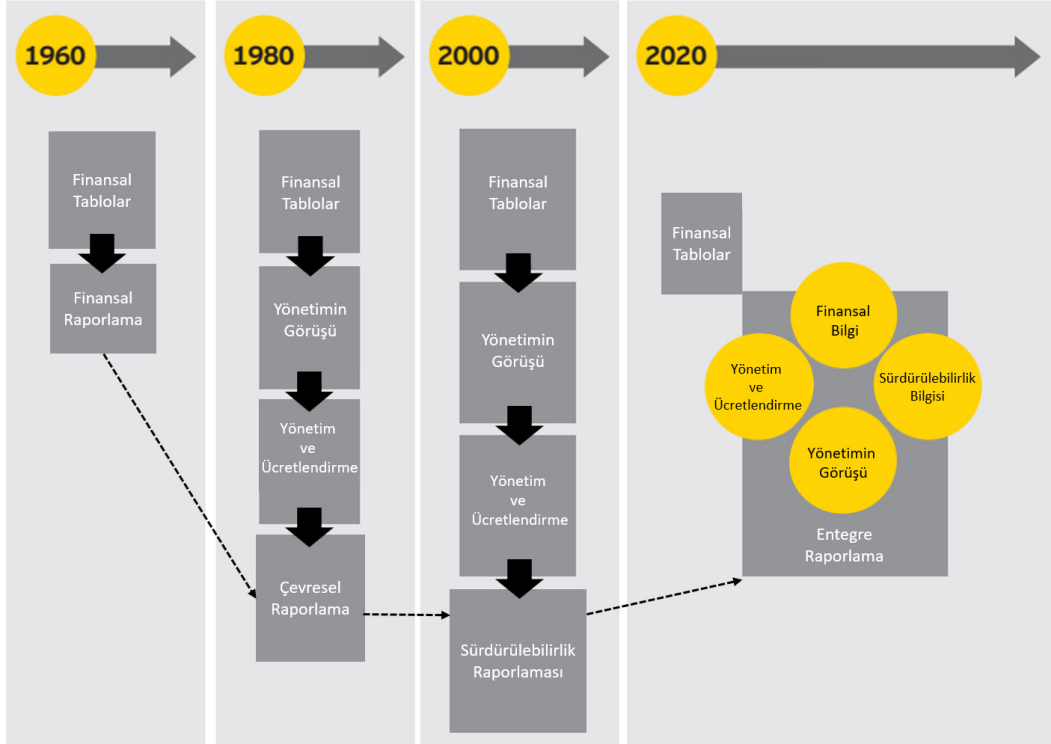 1960
Finansal
Tablolar
Finansal
Raporlama
1980
Finansal
Tablolar
Yönetimin
Görüşü
Yönetim
ve
Ücretlendirme
Çevresel
Raporlama
2000
Finansal
Tablolar
Yönetimin
Görüşü
Yönetim
ve
Ücretlendirme
Sürdürülebilirlik
Raporlaması
2020
Finansal
Tablolar
Finansal
Bilgi
Yönetim
ve
Ücretlendirme
Sürdürülebilirlik
Bilgisi
Yönetimin
Görüşü
Entegre
Raporlama